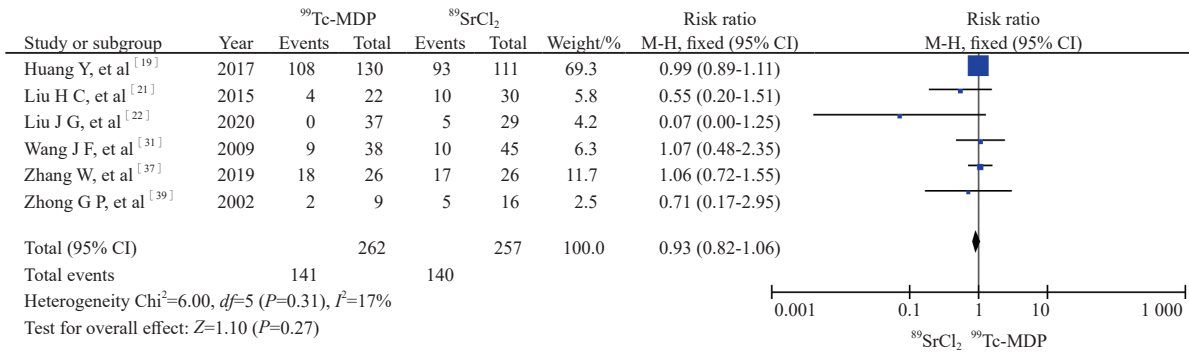 ⁹⁹Tc-MDP ⁸⁹SrCl₂ Risk ratio Risk ratio
Study or subgroup Year Events Total Events Total Weight/% M-H, fixed (95% CI) M-H, fixed (95% CI)
Huang Y, et al [19] 2017 108 130 93 111 69.3 0.99 (0.89-1.11)
Liu H C, et al [21] 2015 4 22 10 30 5.8 0.55 (0.20-1.51)
Liu J G, et al [22] 2020 0 37 5 29 4.2 0.07 (0.00-1.25)
Wang J F, et al [31] 2009 9 38 10 45 6.3 1.07 (0.48-2.35)
Zhang W, et al [37] 2019 18 26 17 26 11.7 1.06 (0.72-1.55)
Zhong G P, et al [39] 2002 2 9 5 16 2.5 0.71 (0.17-2.95)
Total (95% CI) 262 257 100.0 0.93 (0.82-1.06)
Total events 141 140
Heterogeneity Chi²=6.00, df=5 (P=0.31), I²=17%
Test for overall effect: Z=1.10 (P=0.27)
0.001 0.1 1 10 1 000
⁸⁹SrCl₂ ⁹⁹Tc-MDP